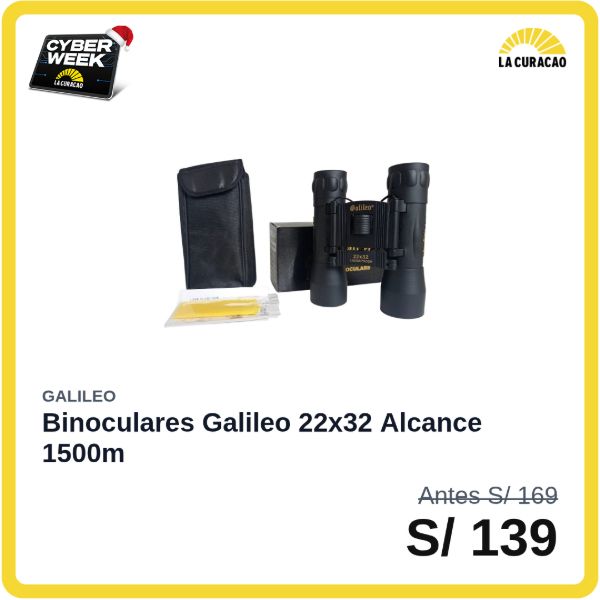 CYBER
WEEK
LA CURACAO
LA CURACAO
Galileo
22x32
GALILEO
Binoculares Galileo 22x32 Alcance
1500m
Antes S/ 169
S/ 139